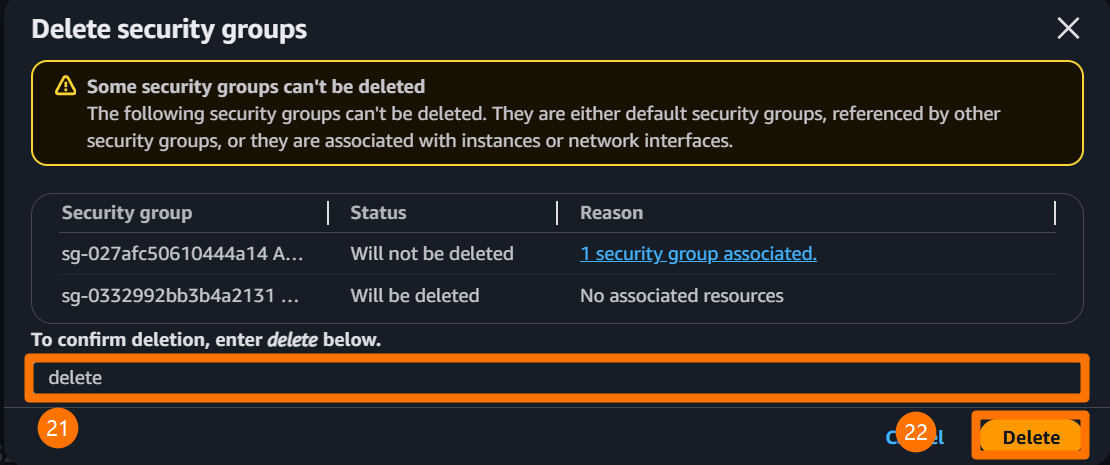 Delete security groups
Some security groups can't be deleted
The following security groups can't be deleted. They are either default security groups, referenced by other
security groups, or they are associated with instances or network interfaces.
Security group Status Reason
sg-027afc50610444a14 A... Will not be deleted 1 security group associated.
sg-0332992bb3b4a2131 ... Will be deleted No associated resources
To confirm deletion, enter delete below.
delete
21 22 Delete